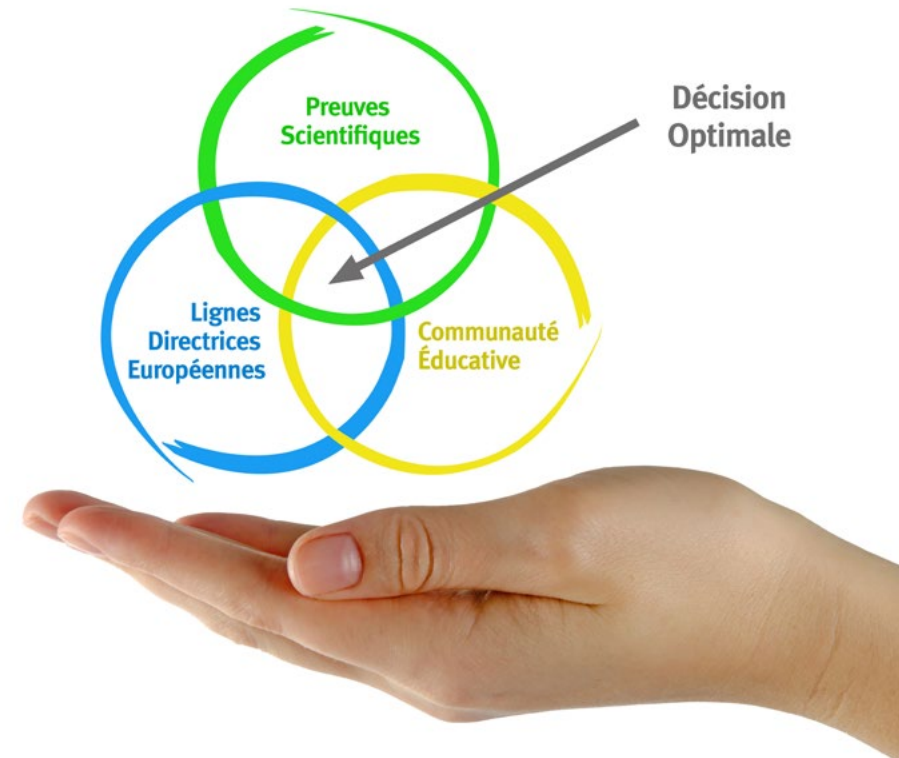 Preuves
Scientifiques
Décision
Optimale
Lignes
Directrices
Européennes
Communauté
Éducative